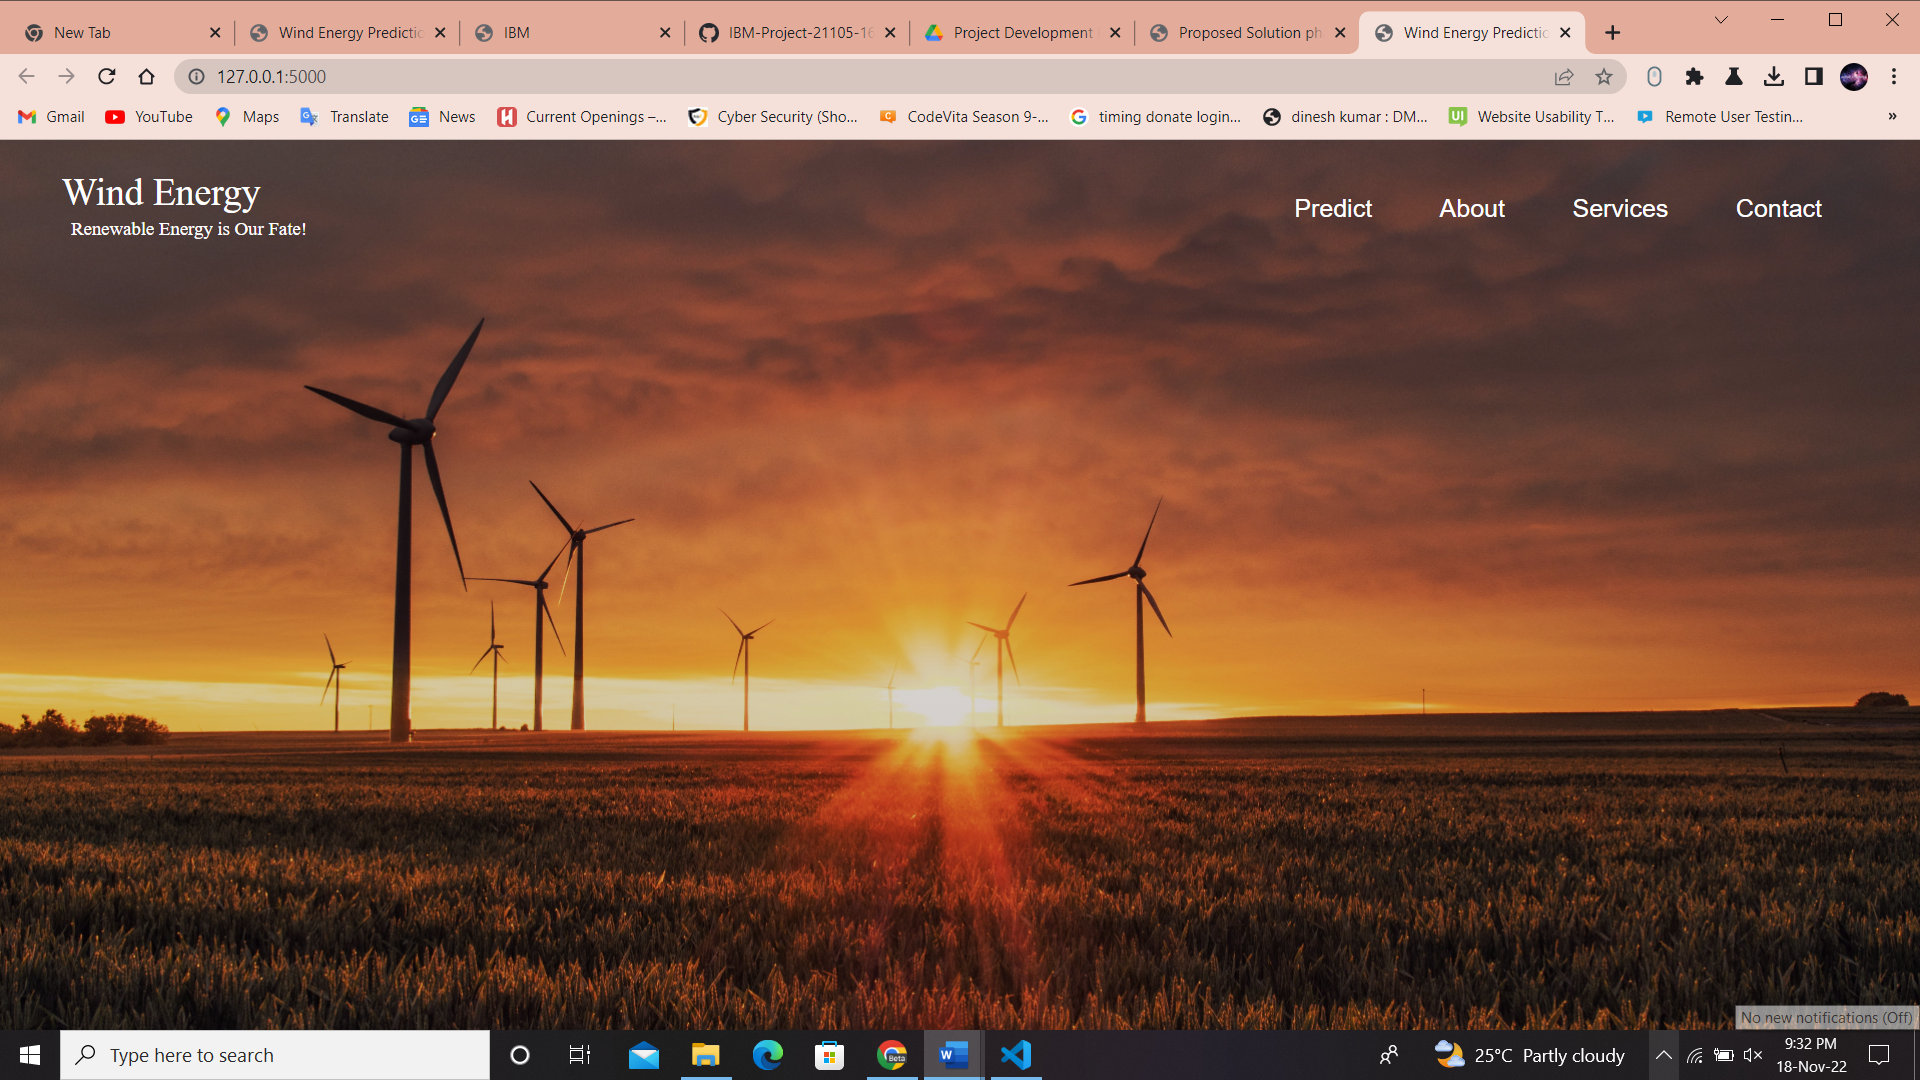 New Tab
Wind Energy Predictio
IBM
IBM-Project-21105-16
Project Development
Proposed Solution ph
Wind Energy Predictio
127.0.0.1:5000
Gmail
YouTube
Maps
Translate
News
Current Openings –...
Cyber Security (Sho...
CodeVita Season 9-...
timing donate login...
dinesh kumar : DM...
Website Usability T...
Remote User Testin...
»
Wind Energy
Renewable Energy is Our Fate!
Predict
About
Services
Contact
No new notifications (Off)
Type here to search
Beta
25°C Partly cloudy
9:32 PM
18-Nov-22